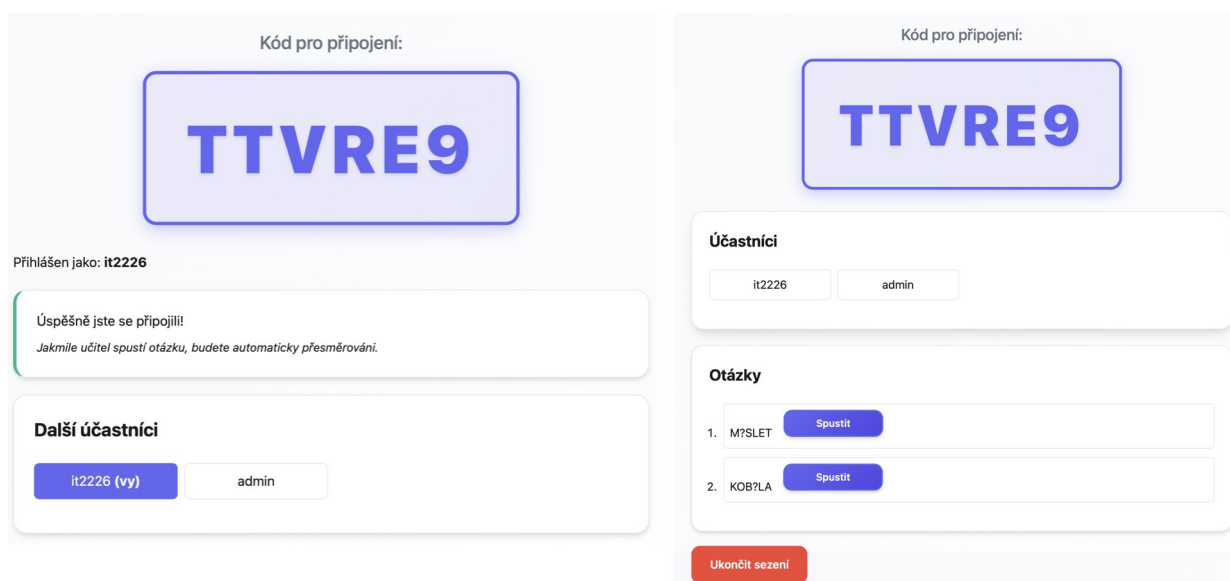 Kód pro připojení:
TTVRE9
Přihlášen jako: it2226
Úspěšně jste se připojili!
Jakmile učitel spustí otázku, budete automaticky přesměrováni.
Další účastníci
it2226 (vy) admin
Kód pro připojení:
TTVRE9
Účastníci
it2226 admin
Otázky
1. M?SLET Spustit
2. KOB?LA Spustit
Ukončit sezení